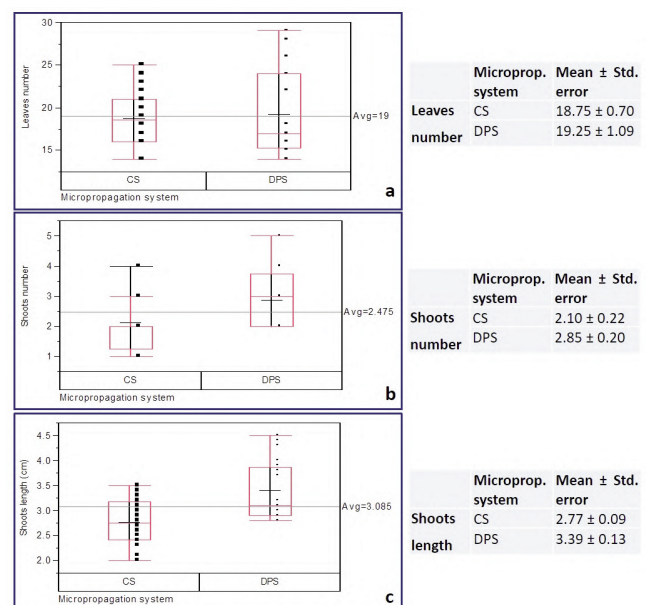 30
25
20
15
Leaves number
Avg=19
CS
DPS
Micropropagation system
a
Microprop. system
Mean ± Std. error
Leaves number
CS
18.75 ± 0.70
DPS
19.25 ± 1.09
5
4
3
2
1
Shoots number
Avg=2.475
CS
DPS
Micropropagation system
b
Microprop. system
Mean ± Std. error
Shoots number
CS
2.10 ± 0.22
DPS
2.85 ± 0.20
4.5
4.0
3.5
3.0
2.5
2.0
Shoots length (cm)
Avg=3.085
CS
DPS
Micropropagation system
c
Microprop. system
Mean ± Std. error
Shoots length
CS
2.77 ± 0.09
DPS
3.39 ± 0.13